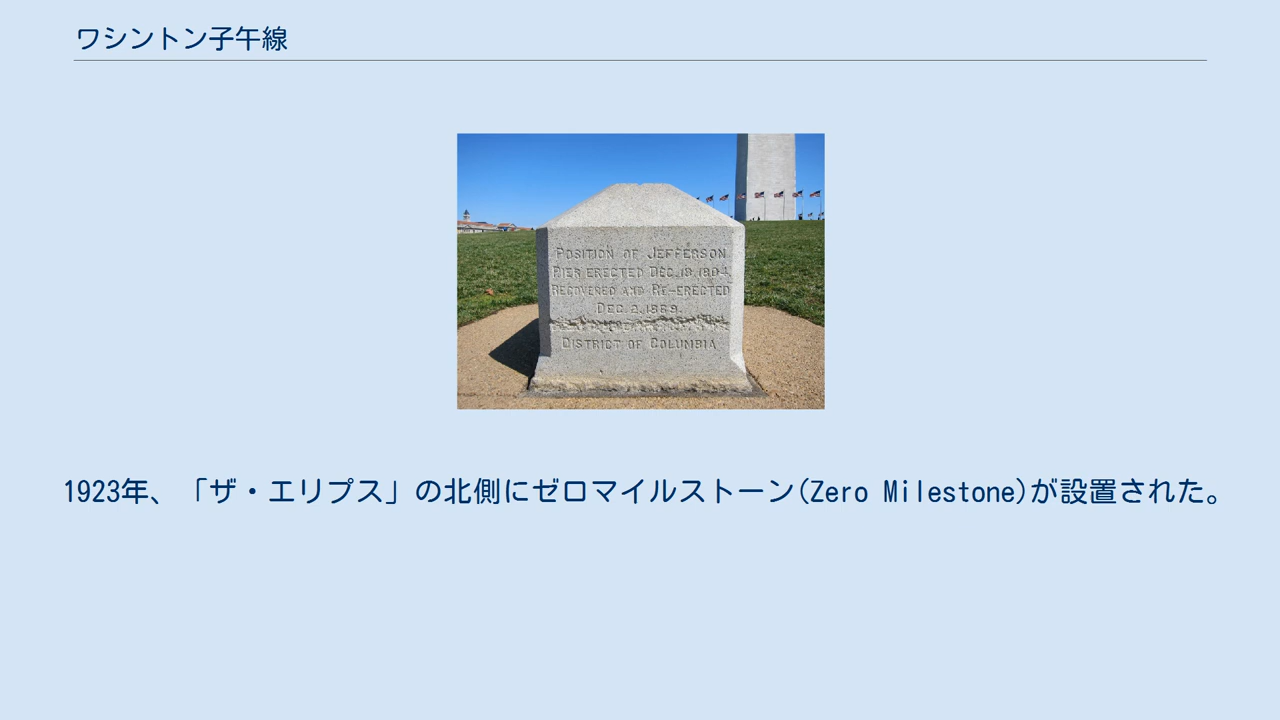 ワシントン子午線
POSITION OF JEFFERSON
PIER ERECTED DEC. 18, 1804.
RECOVERED AND RE-ERECTED
DEC. 2, 1889.
DISTRICT OF COLUMBIA
1923年、「ザ・エリプス」の北側にゼロマイルストーン(Zero Milestone)が設置された。